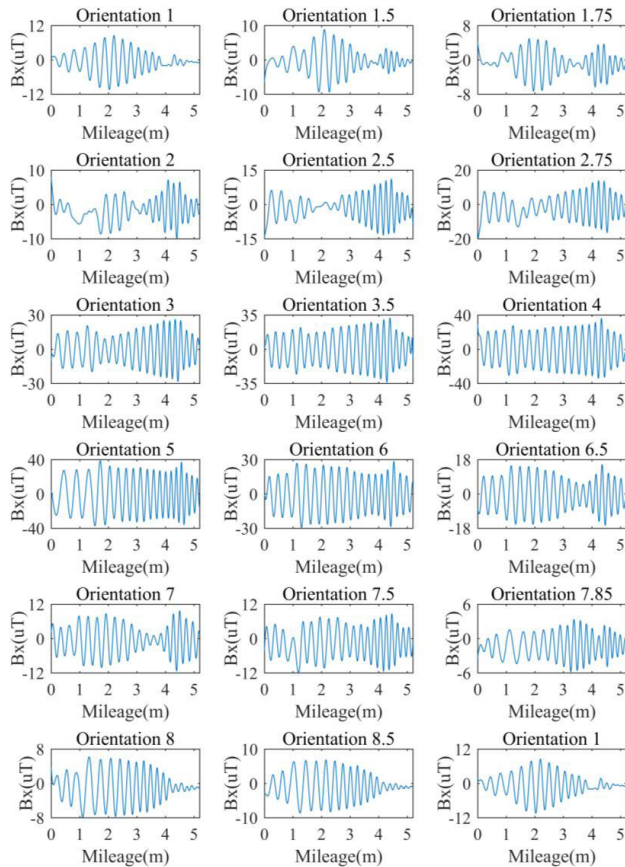 Orientation 1 Orientation 1.5 Orientation 1.75
12 10 8
Bx(uT) 0 Bx(uT) 0 Bx(uT) 0
-12 -10 -8
0 1 2 3 4 5 0 1 2 3 4 5 0 1 2 3 4 5
Mileage(m) Mileage(m) Mileage(m)
Orientation 2 Orientation 2.5 Orientation 2.75
10 15 20
Bx(uT) 0 Bx(uT) 0 Bx(uT) 0
-10 -15 -20
0 1 2 3 4 5 0 1 2 3 4 5 0 1 2 3 4 5
Mileage(m) Mileage(m) Mileage(m)
Orientation 3 Orientation 3.5 Orientation 4
30 35 40
Bx(uT) 0 Bx(uT) 0 Bx(uT) 0
-30 -35 -40
0 1 2 3 4 5 0 1 2 3 4 5 0 1 2 3 4 5
Mileage(m) Mileage(m) Mileage(m)
Orientation 5 Orientation 6 Orientation 6.5
40 30 18
Bx(uT) 0 Bx(uT) 0 Bx(uT) 0
-40 -30 -18
0 1 2 3 4 5 0 1 2 3 4 5 0 1 2 3 4 5
Mileage(m) Mileage(m) Mileage(m)
Orientation 7 Orientation 7.5 Orientation 7.85
12 12 6
Bx(uT) 0 Bx(uT) 0 Bx(uT) 0
-12 -12 -6
0 1 2 3 4 5 0 1 2 3 4 5 0 1 2 3 4 5
Mileage(m) Mileage(m) Mileage(m)
Orientation 8 Orientation 8.5 Orientation 1
8 10 12
Bx(uT) 0 Bx(uT) 0 Bx(uT) 0
-8 -10 -12
0 1 2 3 4 5 0 1 2 3 4 5 0 1 2 3 4 5
Mileage(m) Mileage(m) Mileage(m)